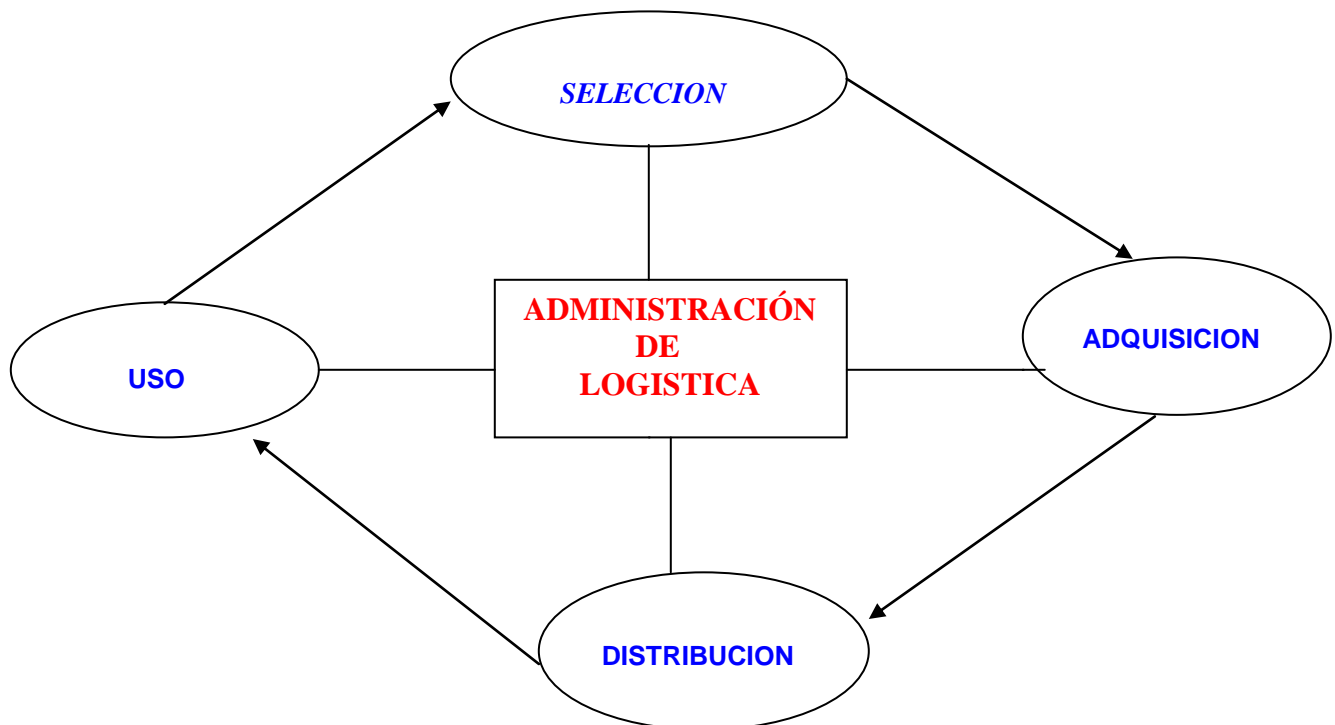 SELECCION
ADMINISTRACIÓN
DE
LOGISTICA
ADQUISICION
USO
DISTRIBUCION